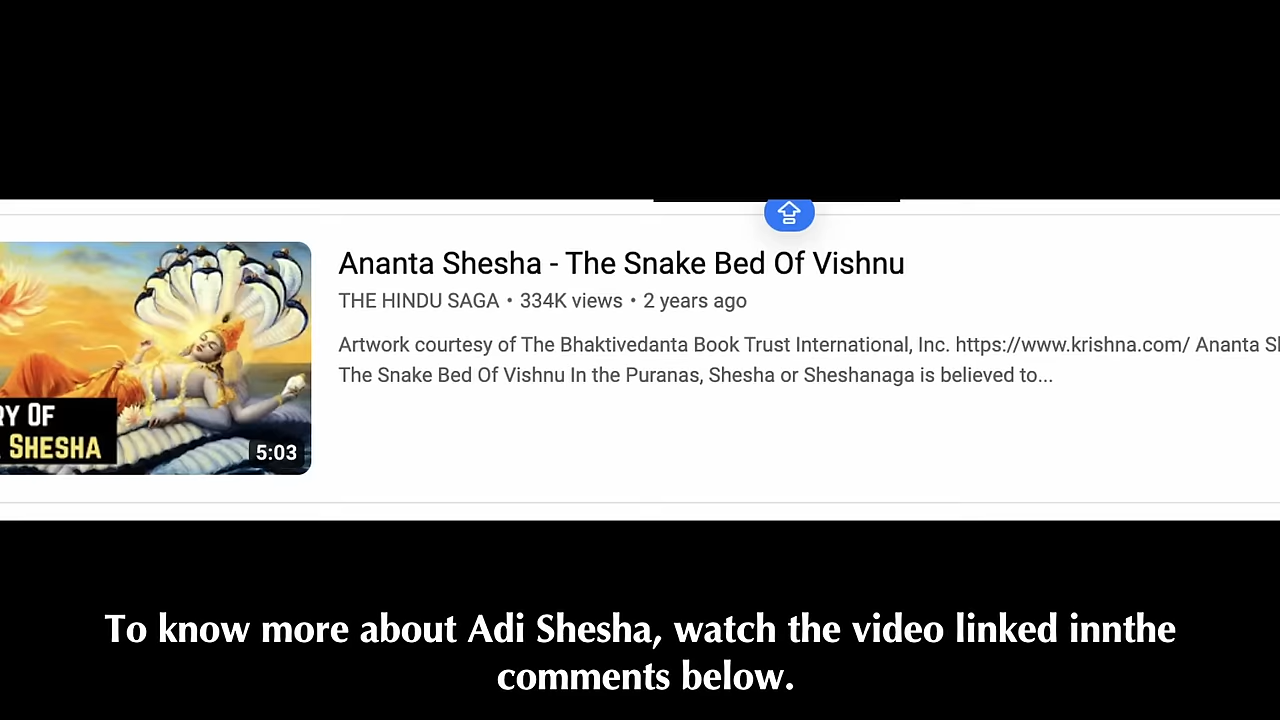 Ananta Shesha - The Snake Bed Of Vishnu
THE HINDU SAGA • 334K views • 2 years ago
Artwork courtesy of The Bhaktivedanta Book Trust International, Inc. https://www.krishna.com/ Ananta
The Snake Bed Of Vishnu In the Puranas, Shesha or Sheshanaga is believed to...
OF
SHESHA
5:03
To know more about Adi Shesha, watch the video linked innthe
comments below.